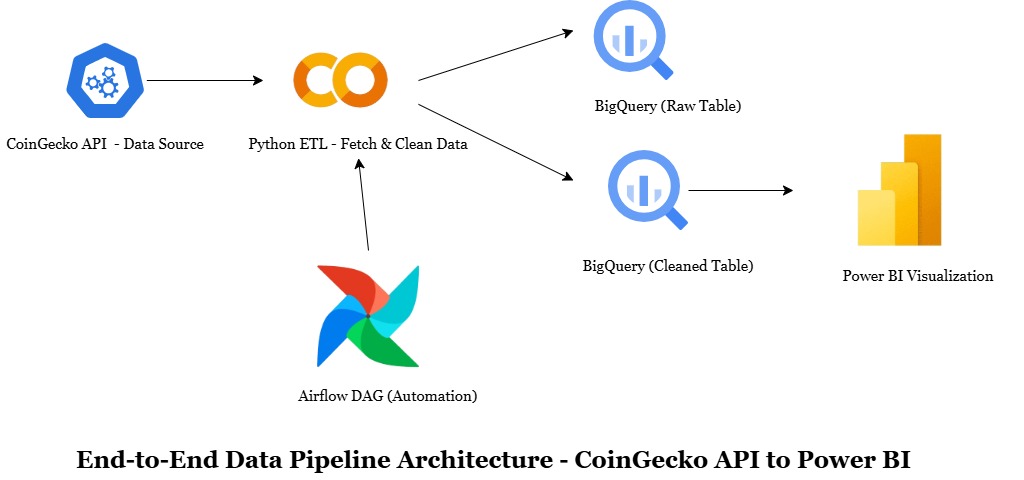 BigQuery (Raw Table)
CoinGecko API  - Data Source
Python ETL - Fetch & Clean Data
BigQuery (Cleaned Table)
Power BI Visualization
Airflow DAG (Automation)
End-to-End Data Pipeline Architecture - CoinGecko API to Power BI